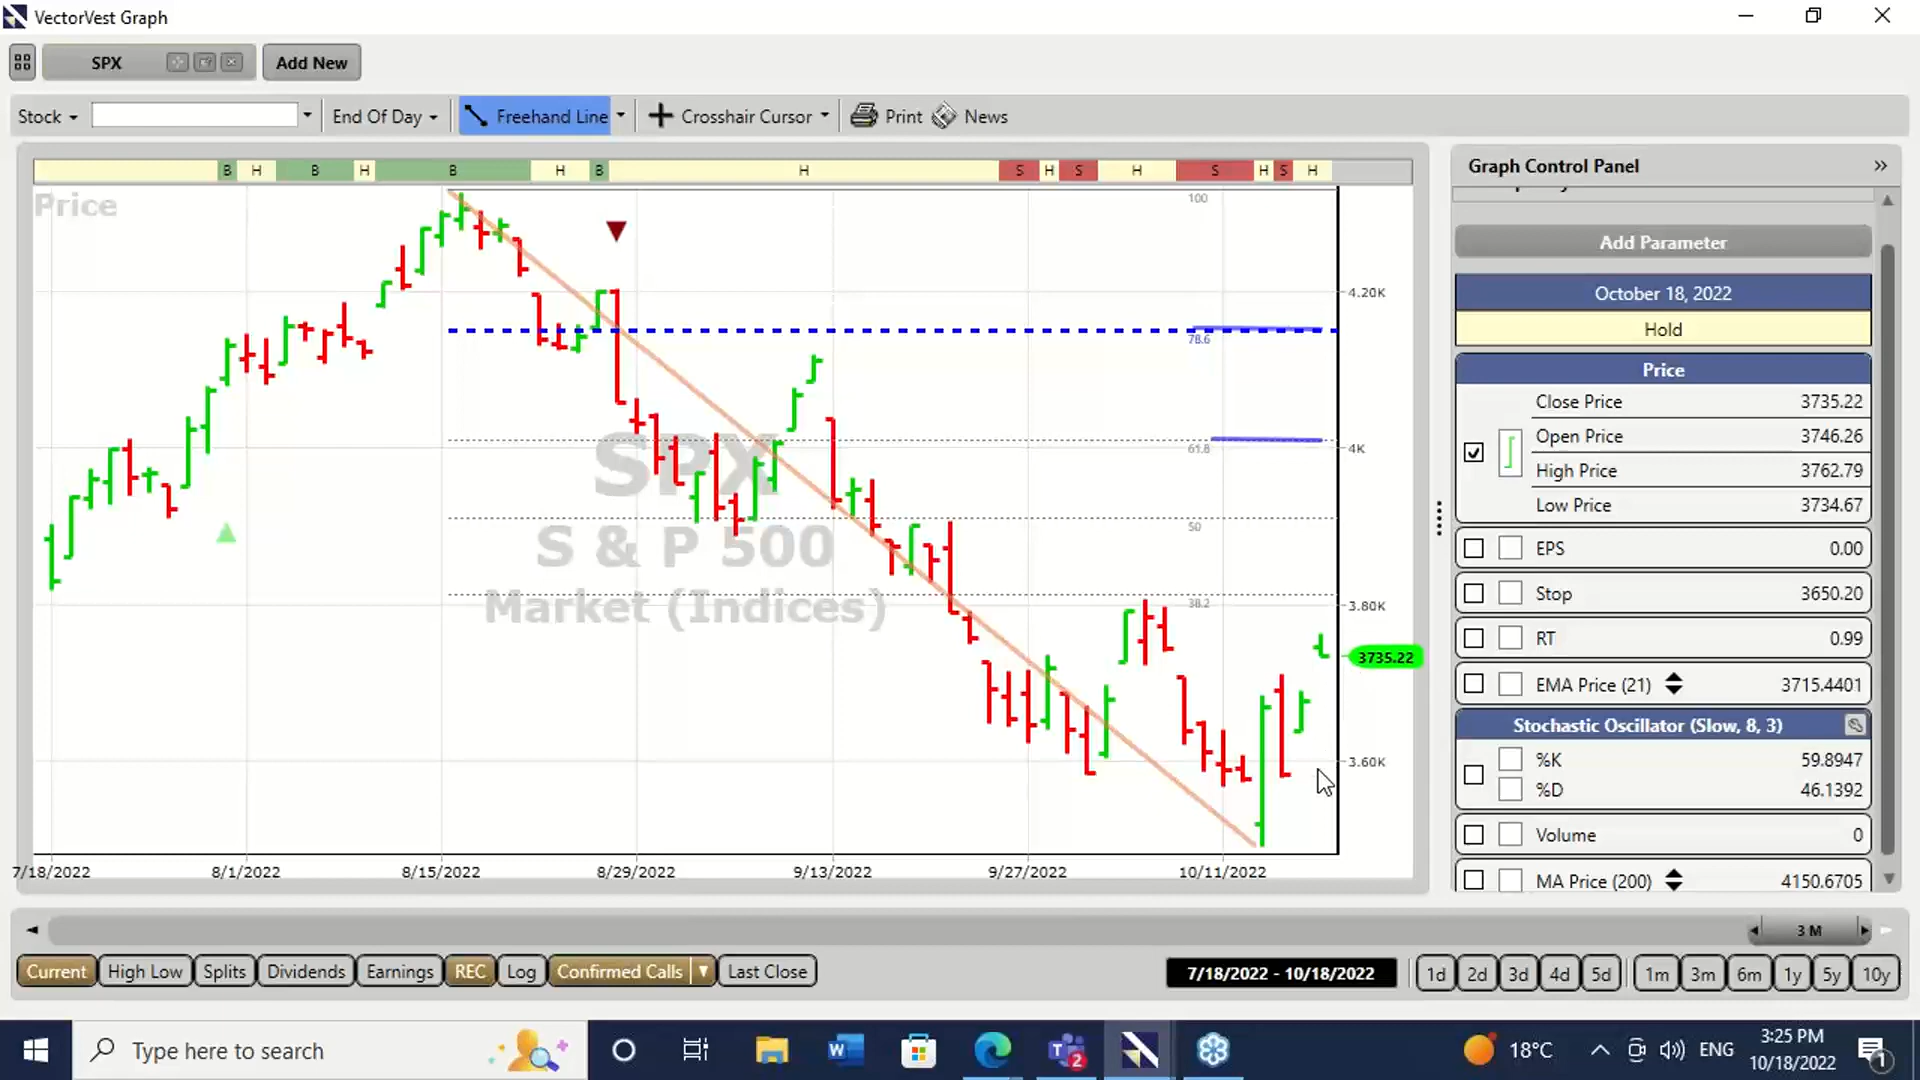 VectorVest Graph
SPX
Add New
Stock
End Of Day
Freehand Line
Crosshair Cursor
Print
News
B H B H B H B H S H S H S H S H
Price
100
4.20K
78.6
61.8
4K
50
38.2
3.80K
3735.22
3.60K
SPX
S & P 500
Market (Indices)
7/18/2022 8/1/2022 8/15/2022 8/29/2022 9/13/2022 9/27/2022 10/11/2022
Graph Control Panel
Add Parameter
October 18, 2022
Hold
Price
Close Price 3735.22
Open Price 3746.26
High Price 3762.79
Low Price 3734.67
EPS 0.00
Stop 3650.20
RT 0.99
EMA Price (21) 3715.4401
Stochastic Oscillator (Slow, 8, 3)
%K 59.8947
%D 46.1392
Volume 0
MA Price (200) 4150.6705
3 M
Current High Low Splits Dividends Earnings REC Log Confirmed Calls Last Close
7/18/2022 - 10/18/2022
1d 2d 3d 4d 5d 1m 3m 6m 1y 5y 10y
Type here to search
2
18°C
ENG
3:25 PM
10/18/2022
1